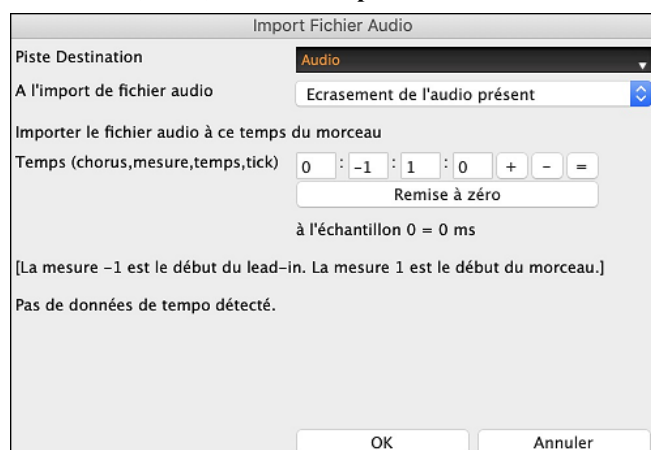 Import Fichier Audio
Piste Destination Audio
A l'import de fichier audio Ecrasement de l'audio présent
Importer le fichier audio à ce temps du morceau
Temps (chorus,mesure,temps,tick) 0 : -1 : 1 : 0 + - =
Remise à zéro
à l'échantillon 0 = 0 ms
[La mesure -1 est le début du lead-in. La mesure 1 est le début du morceau.]
Pas de données de tempo détecté.
OK Annuler